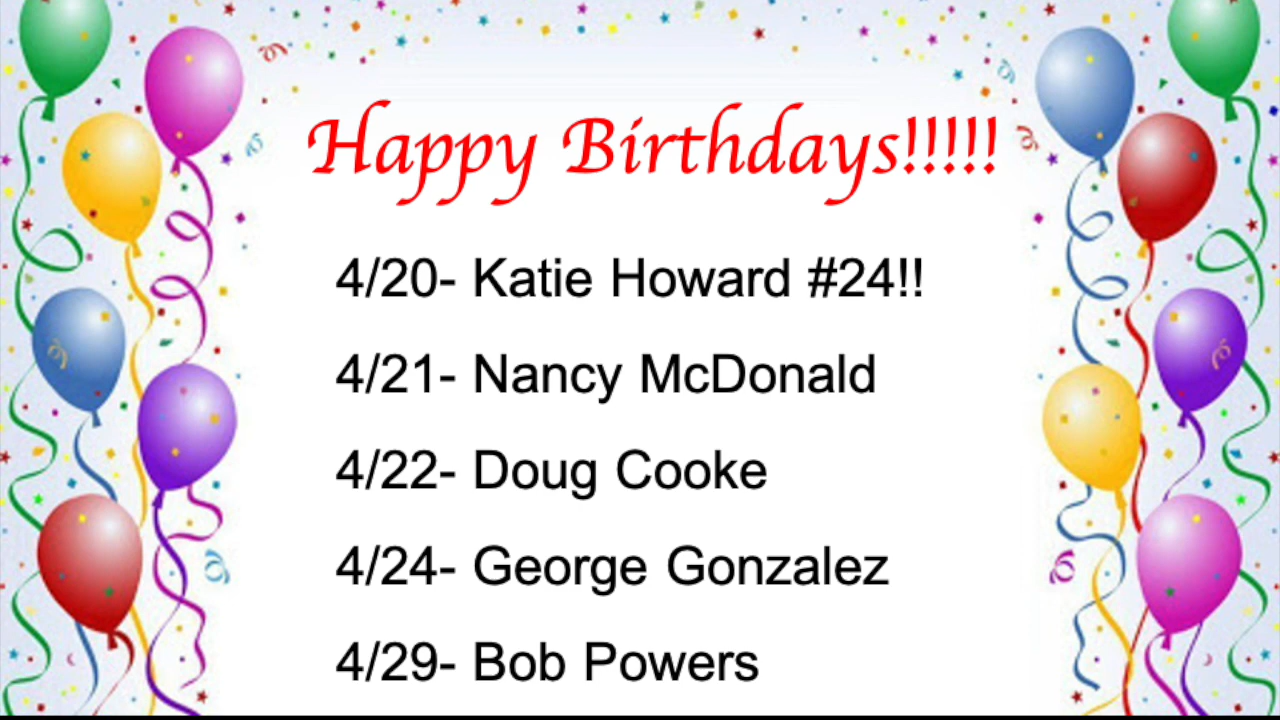 Happy Birthdays!!!!!
4/20- Katie Howard #24!!
4/21- Nancy McDonald
4/22- Doug Cooke
4/24- George Gonzalez
4/29- Bob Powers